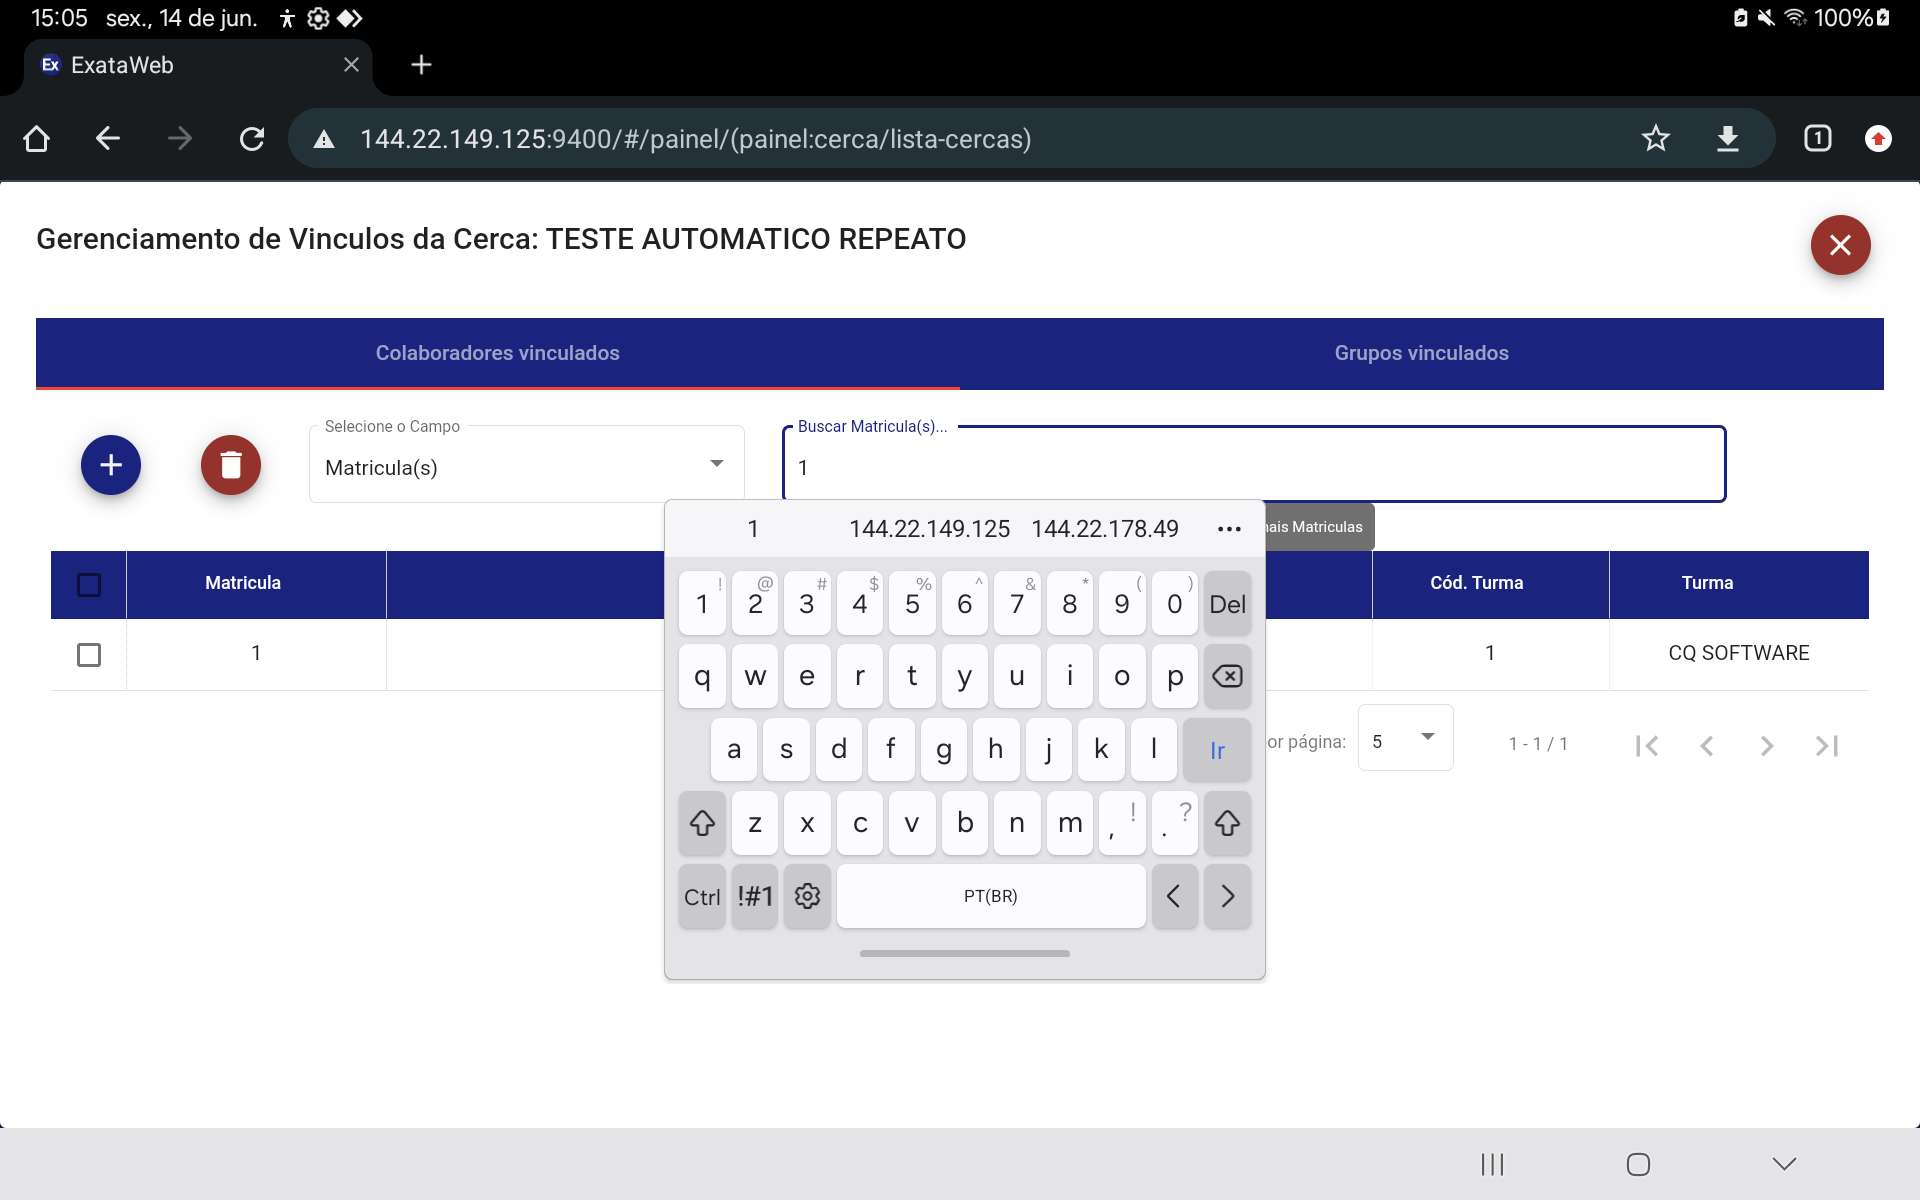 15:05 sex., 14 de jun. 100%
Ex ExataWeb
144.22.149.125:9400/#/painel/(painel:cerca/lista-cercas) 1
Gerenciamento de Vinculos da Cerca: TESTE AUTOMATICO REPEATO
Colaboradores vinculados Grupos vinculados
Selecione o Campo
Matricula(s)
Buscar Matricula(s)...
1
1 144.22.149.125 144.22.178.49 ...
mais Matriculas
Matricula Cód. Turma Turma
1 1 CQ SOFTWARE
or página: 5 1 - 1 / 1
! @ # $ % ^ & * ( )
1 2 3 4 5 6 7 8 9 0 Del
q w e r t y u i o p
a s d f g h j k l Ir
z x c v b n m , ! . ?
Ctrl !#1 PT(BR) < >